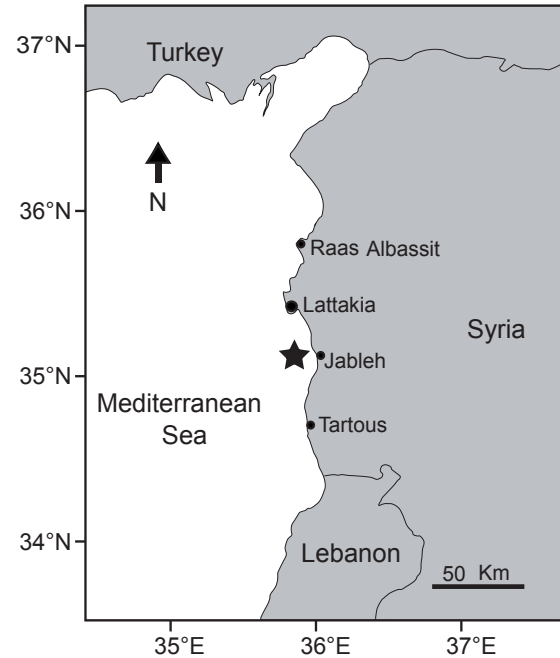 37°N
Turkey
N
36°N
Raas Albassit
Lattakia
Syria
35°N
Jableh
Mediterranean
Sea
Tartous
34°N
Lebanon
50 Km
35°E
36°E
37°E